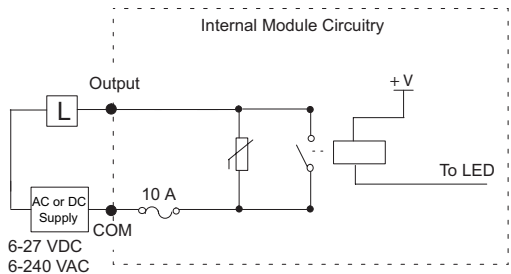 Internal Module Circuitry
Output
+V
L
To LED
10 A
AC or DC
Supply
COM
6-27 VDC
6-240 VAC